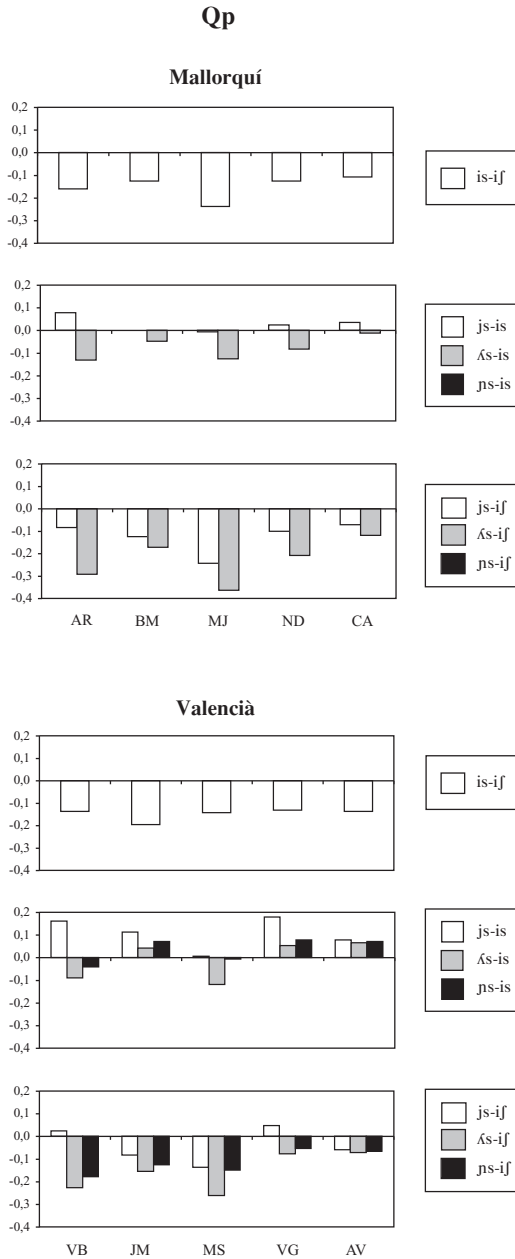 Qp
Mallorquí
0,2
0,1
0,0
-0,1
-0,2
-0,3
-0,4
is-iʃ
0,2
0,1
0,0
-0,1
-0,2
-0,3
-0,4
js-is
ʎs-is
ɲs-is
0,2
0,1
0,0
-0,1
-0,2
-0,3
-0,4
js-iʃ
ʎs-iʃ
ɲs-iʃ
AR BM MJ ND CA
Valencià
0,2
0,1
0,0
-0,1
-0,2
-0,3
-0,4
is-iʃ
0,2
0,1
0,0
-0,1
-0,2
-0,3
-0,4
js-is
ʎs-is
ɲs-is
0,2
0,1
0,0
-0,1
-0,2
-0,3
-0,4
js-iʃ
ʎs-iʃ
ɲs-iʃ
VB JM MS VG AV